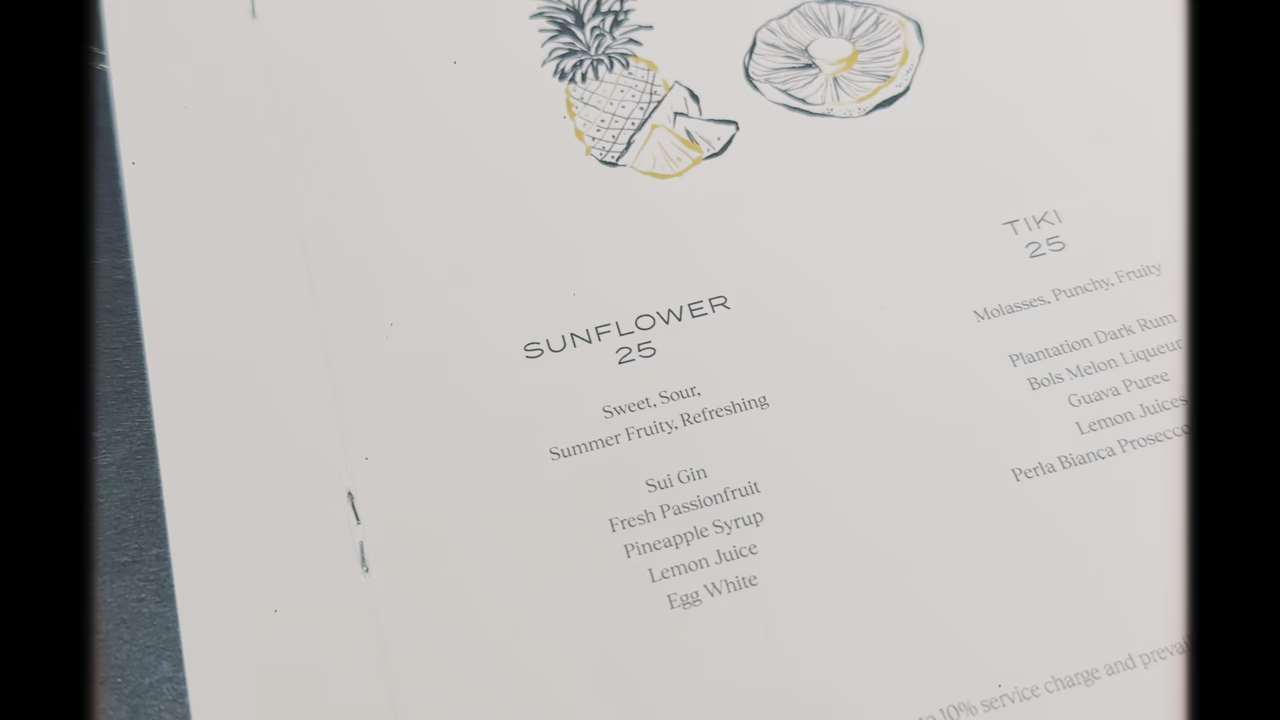 SUNFLOWER
25
Sweet, Sour,
Summer Fruity, Refreshing
Sui Gin
Fresh Passionfruit
Pineapple Syrup
Lemon Juice
Egg White
TIKI
25
Molasses, Punchy, Fruity
Plantation Dark Rum
Bols Melon Liqueur
Guava Puree
Lemon Juices
Perla Bianca Prosecco
10% service charge and